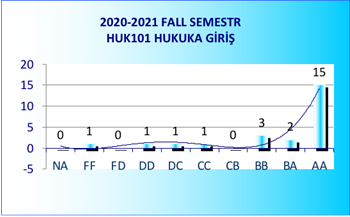 2020-2021 FALL SEMESTR
HUK101 HUKUKA GİRİŞ
20
15
10
5
0
-5
0 1 0 1 1 1 0 3 2 15
NA FF FD DD DC CC CB BB BA AA